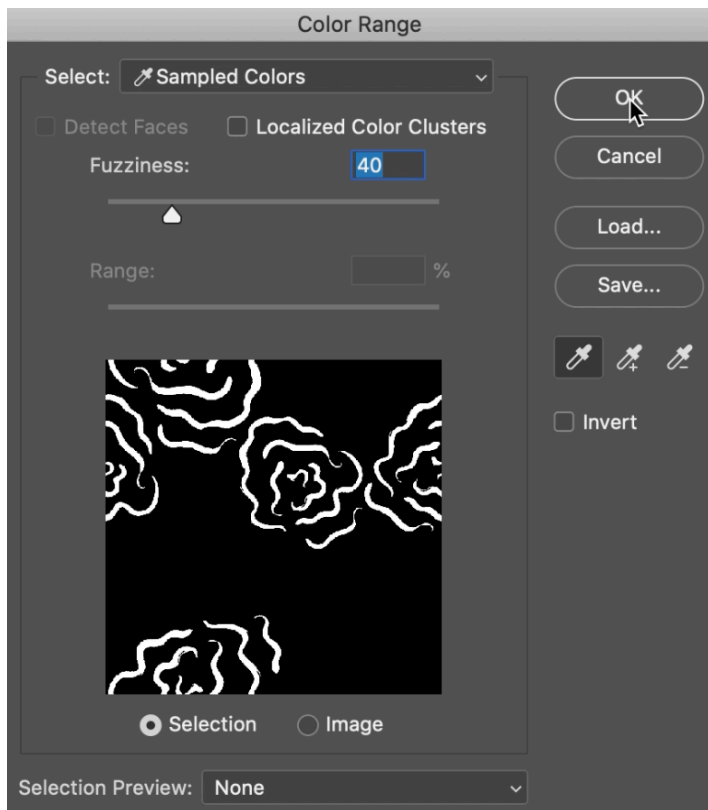 Color Range
Select: Sampled Colors
OK
Detect Faces
Localized Color Clusters
Cancel
Fuzziness: 40
Load...
Range: %
Save...
Invert
Selection
Image
Selection Preview: None